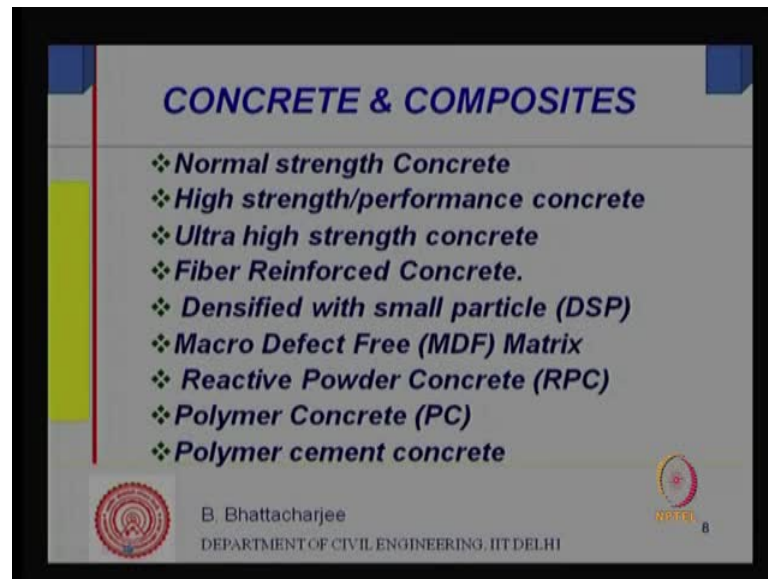 CONCRETE & COMPOSITES
❖Normal strength Concrete
❖High strength/performance concrete
❖Ultra high strength concrete
❖Fiber Reinforced Concrete.
❖ Densified with small particle (DSP)
❖Macro Defect Free (MDF) Matrix
❖ Reactive Powder Concrete (RPC)
❖Polymer Concrete (PC)
❖Polymer cement concrete
B. Bhattacharjee
DEPARTMENT OF CIVIL ENGINEERING, IIT DELHI
NPTEL
8